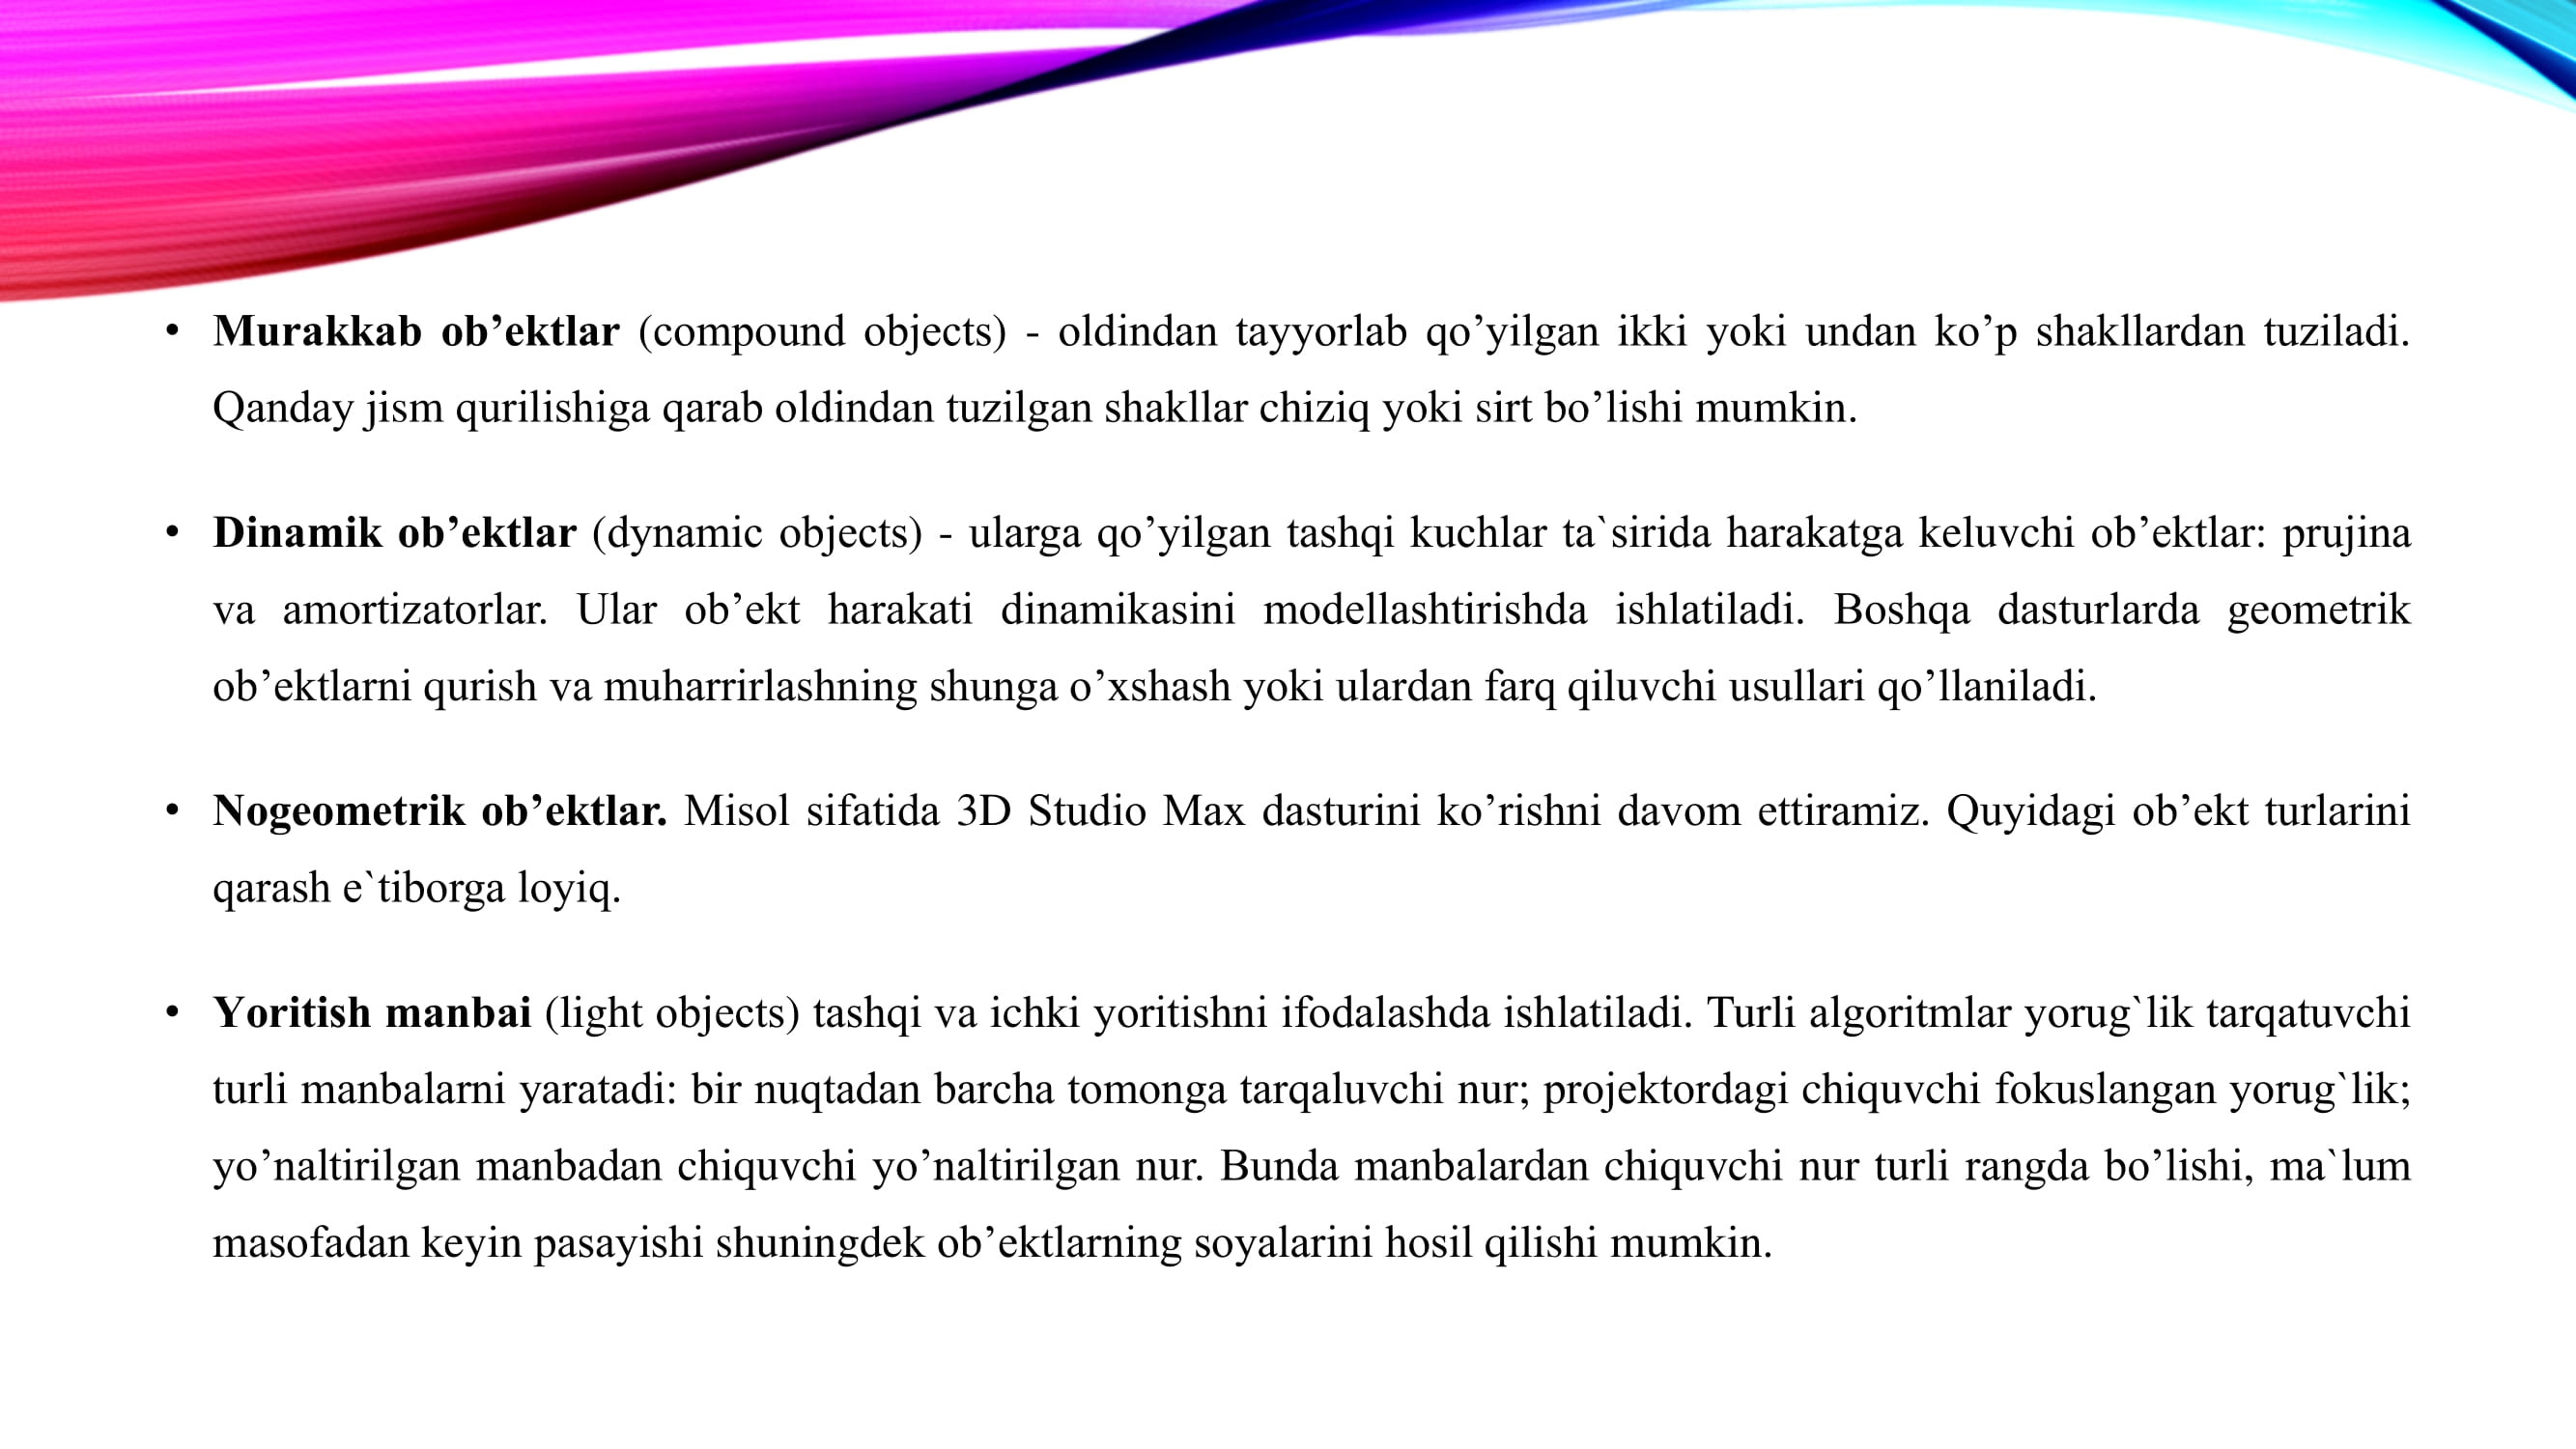 • Murakkab ob’ektlar (compound objects) - oldindan tayyorlab qo’yilgan ikki yoki undan ko’p shakllardan tuziladi.
Qanday jism qurilishiga qarab oldindan tuzilgan shakllar chiziq yoki sirt bo’lishi mumkin.
• Dinamik ob’ektlar (dynamic objects) - ularga qo’yilgan tashqi kuchlar ta`sirida harakatga keluvchi ob’ektlar: prujina
va amortizatorlar. Ular ob’ekt harakati dinamikasini modellashtirishda ishlatiladi. Boshqa dasturlarda geometrik
ob’ektlarni qurish va muharrirlashning shunga o’xshash yoki ulardan farq qiluvchi usullari qo’llaniladi.
• Nogeometrik ob’ektlar. Misol sifatida 3D Studio Max dasturini ko’rishni davom ettiramiz. Quyidagi ob’ekt turlarini
qarash e`tiborga loyiq.
• Yoritish manbai (light objects) tashqi va ichki yoritishni ifodalashda ishlatiladi. Turli algoritmlar yorug`lik tarqatuvchi
turli manbalarni yaratadi: bir nuqtadan barcha tomonga tarqaluvchi nur; projektordagi chiquvchi fokuslangan yorug`lik;
yo’naltirilgan manbadan chiquvchi yo’naltirilgan nur. Bunda manbalardan chiquvchi nur turli rangda bo’lishi, ma`lum
masofadan keyin pasayishi shuningdek ob’ektlarning soyalarini hosil qilishi mumkin.